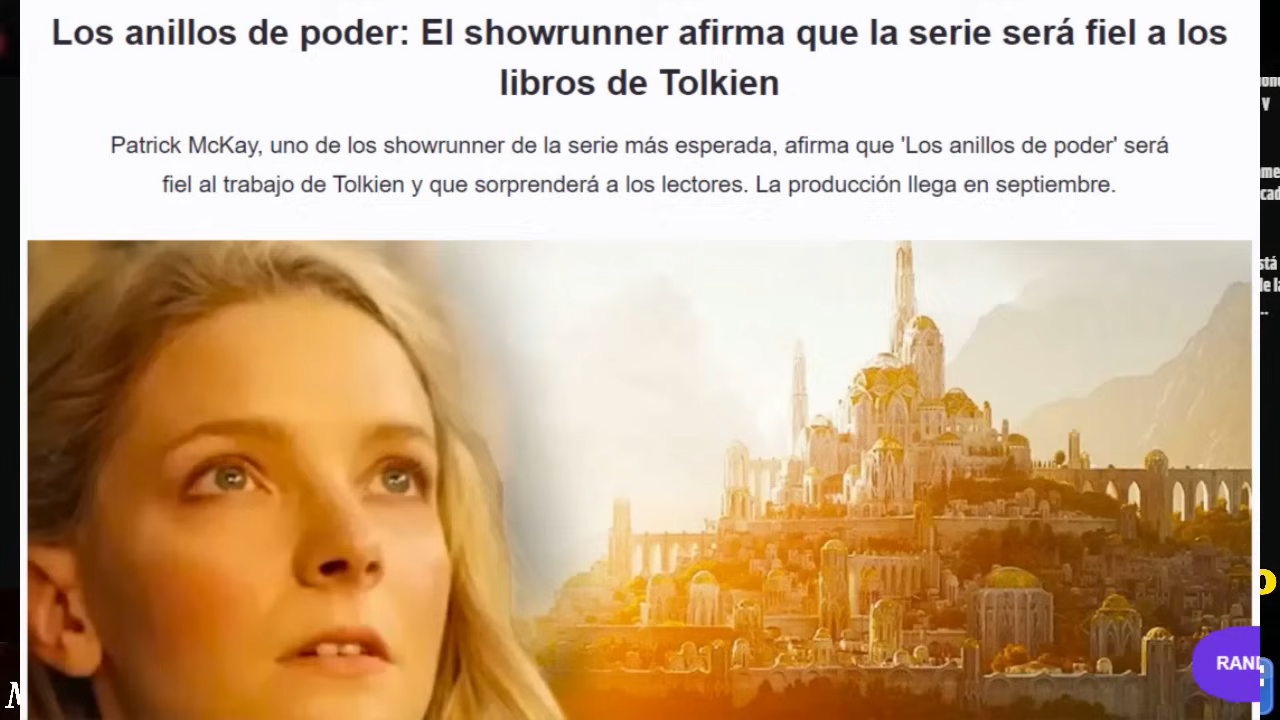 Los anillos de poder: El showrunner afirma que la serie será fiel a los
libros de Tolkien
Patrick McKay, uno de los showrunner de la serie más esperada, afirma que 'Los anillos de poder' será
fiel al trabajo de Tolkien y que sorprenderá a los lectores. La producción llega en septiembre.